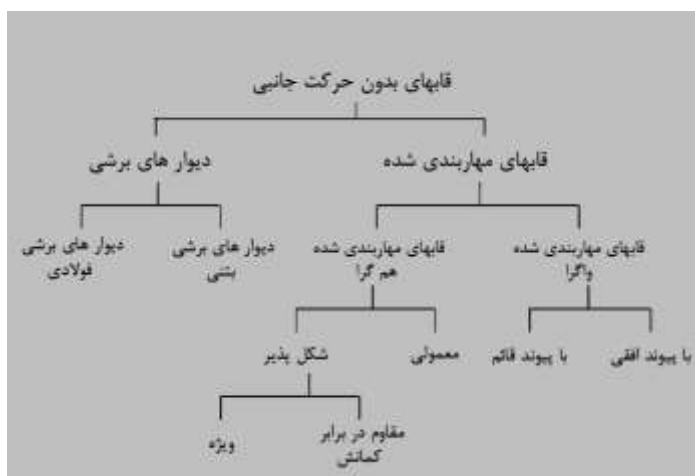 قابهای بدون حرکت جانبی
قابهای مهاربندی شده
دیوار های برشی
قابهای مهاربندی شده
واگرا
قابهای مهاربندی شده
هم گرا
دیوار های برشی
بتنی
دیوار های برشی
فولادی
با پیوند افقی
با پیوند قائم
معمولی
شکل پذیر
مقاوم در برابر
کمانش
ویژه